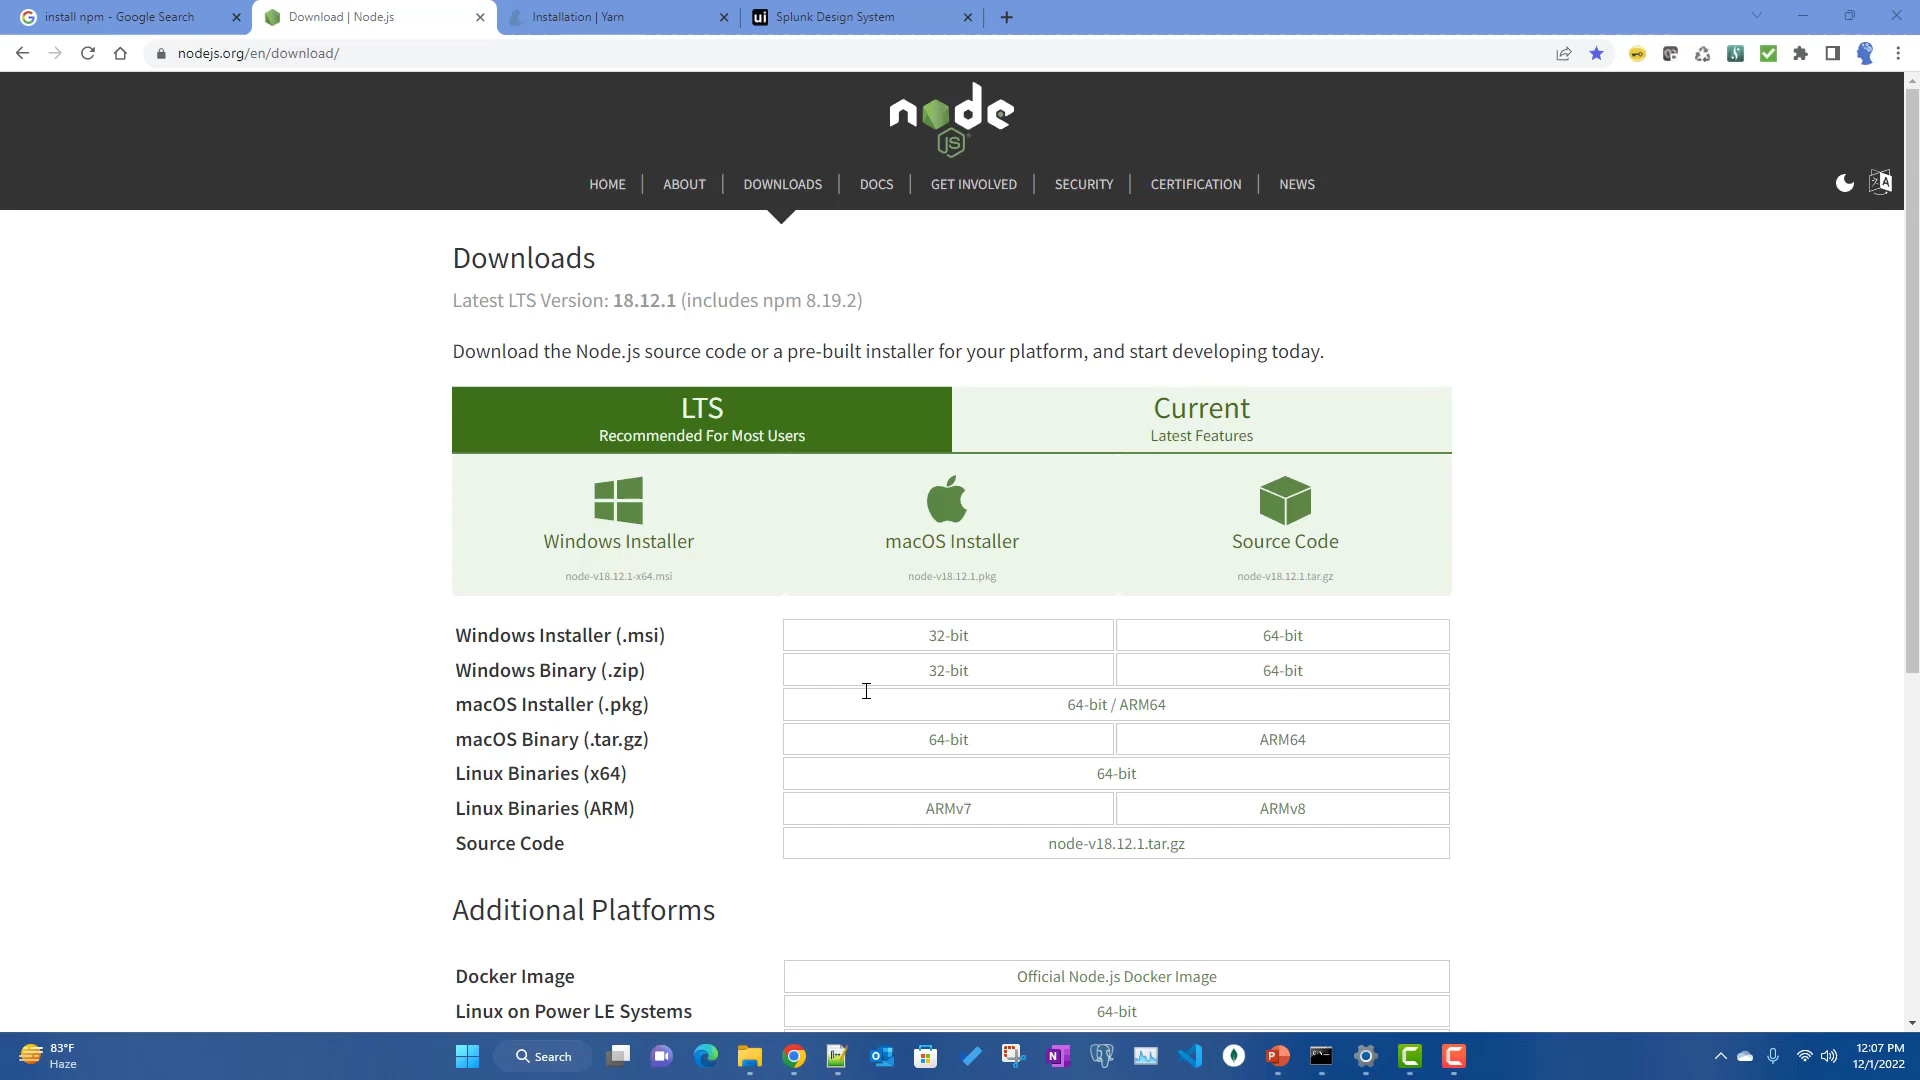 install npm - Google Search
Download | Node.js
Installation | Yarn
ui Splunk Design System
nodejs.org/en/download/
node
JS
HOME ABOUT DOWNLOADS DOCS GET INVOLVED SECURITY CERTIFICATION NEWS
Downloads
Latest LTS Version: 18.12.1 (includes npm 8.19.2)
Download the Node.js source code or a pre-built installer for your platform, and start developing today.
LTS
Recommended For Most Users
Current
Latest Features
Windows Installer
node-v18.12.1-x64.msi
macOS Installer
node-v18.12.1.pkg
Source Code
node-v18.12.1.tar.gz
Windows Installer (.msi) 32-bit 64-bit
Windows Binary (.zip) 32-bit 64-bit
macOS Installer (.pkg) 64-bit / ARM64
macOS Binary (.tar.gz) 64-bit ARM64
Linux Binaries (x64) 64-bit
Linux Binaries (ARM) ARMv7 ARMv8
Source Code node-v18.12.1.tar.gz
Additional Platforms
Docker Image Official Node.js Docker Image
Linux on Power LE Systems 64-bit
83°F
Haze
Search
12:07 PM
12/1/2022